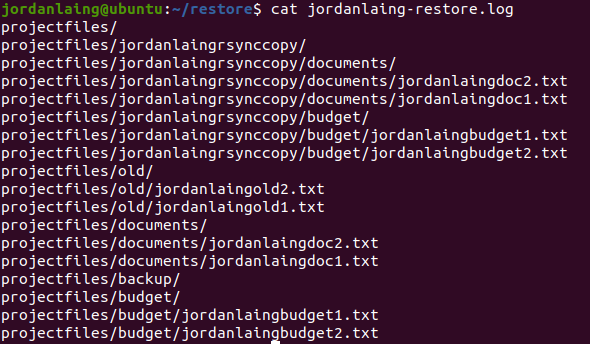 jordanlaing@ubuntu:~/restore$ cat jordanlaing-restore.log
projectfiles/
projectfiles/jordanlaingrsynccopy/
projectfiles/jordanlaingrsynccopy/documents/
projectfiles/jordanlaingrsynccopy/documents/jordanlaingdoc2.txt
projectfiles/jordanlaingrsynccopy/documents/jordanlaingdoc1.txt
projectfiles/jordanlaingrsynccopy/budget/
projectfiles/jordanlaingrsynccopy/budget/jordanlaingbudget1.txt
projectfiles/jordanlaingrsynccopy/budget/jordanlaingbudget2.txt
projectfiles/old/
projectfiles/old/jordanlaingold2.txt
projectfiles/old/jordanlaingold1.txt
projectfiles/documents/
projectfiles/documents/jordanlaingdoc2.txt
projectfiles/documents/jordanlaingdoc1.txt
projectfiles/backup/
projectfiles/budget/
projectfiles/budget/jordanlaingbudget1.txt
projectfiles/budget/jordanlaingbudget2.txt